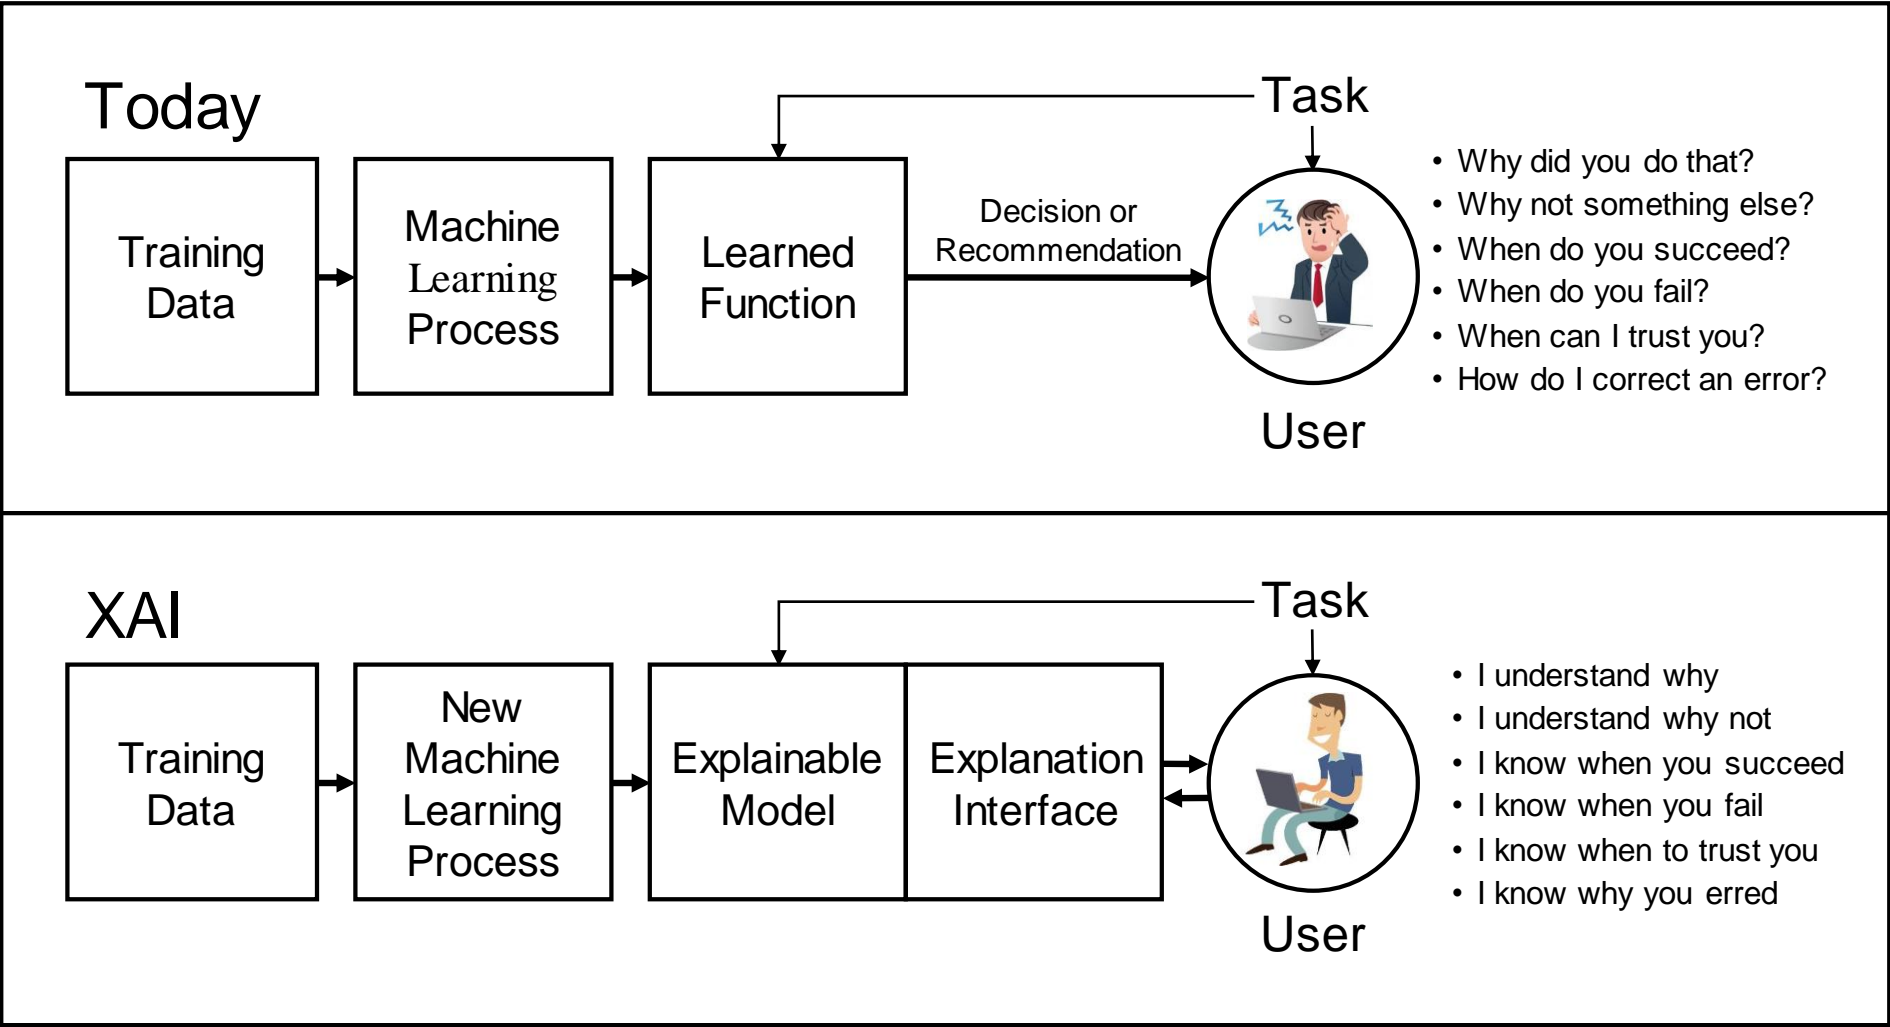 Today
Task
Training
Data
Machine
Learning
Process
Learned
Function
Decision or
Recommendation
User
• Why did you do that?
• Why not something else?
• When do you succeed?
• When do you fail?
• When can I trust you?
• How do I correct an error?
XAI
Task
Training
Data
New
Machine
Learning
Process
Explainable
Model
Explanation
Interface
User
• I understand why
• I understand why not
• I know when you succeed
• I know when you fail
• I know when to trust you
• I know why you erred